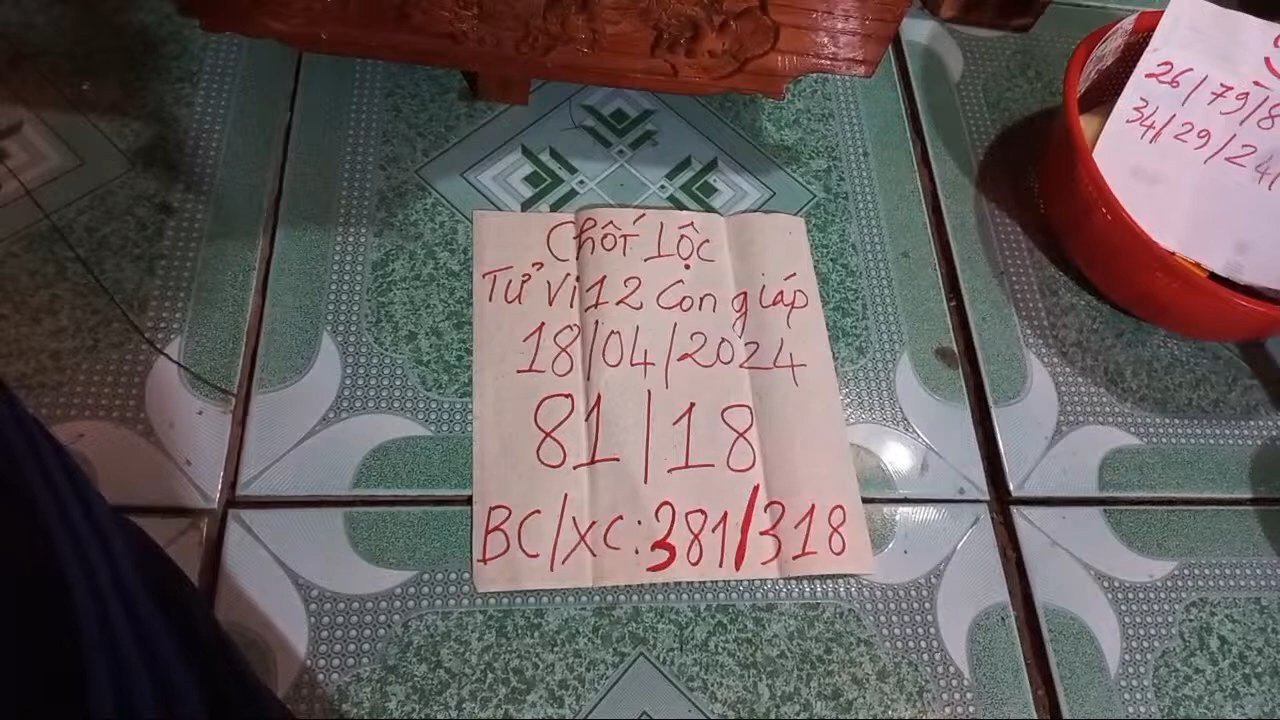 Chốt Lộc
Tử Vi 12 Con giáp
18/04/2024
81|18
BC/XC: 381/318
26/79/8
34/29/24/